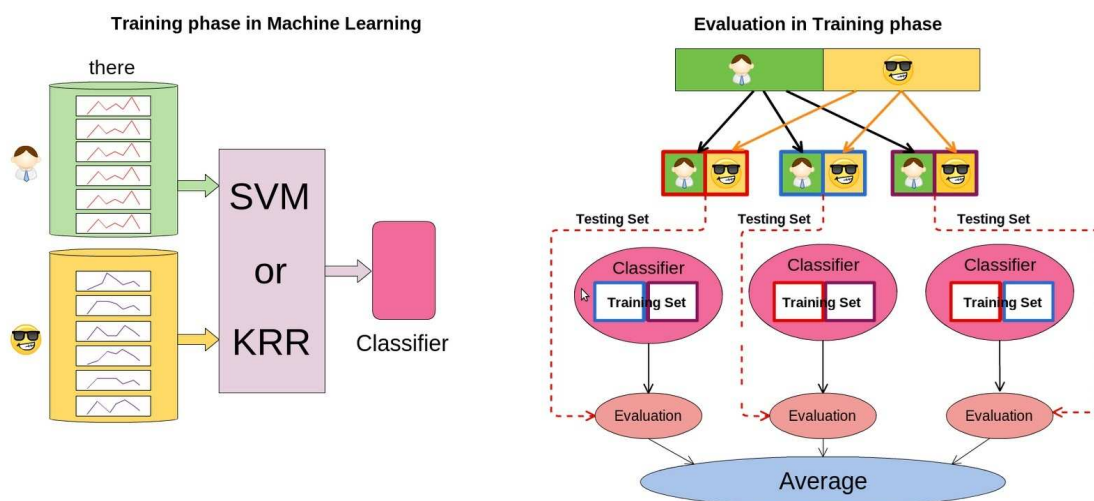 Training phase in Machine Learning
there
SVM
or
KRR
Classifier
Evaluation in Training phase
Testing Set
Testing Set
Testing Set
Classifier
Training Set
Classifier
Training Set
Classifier
Training Set
Evaluation
Evaluation
Evaluation
Average